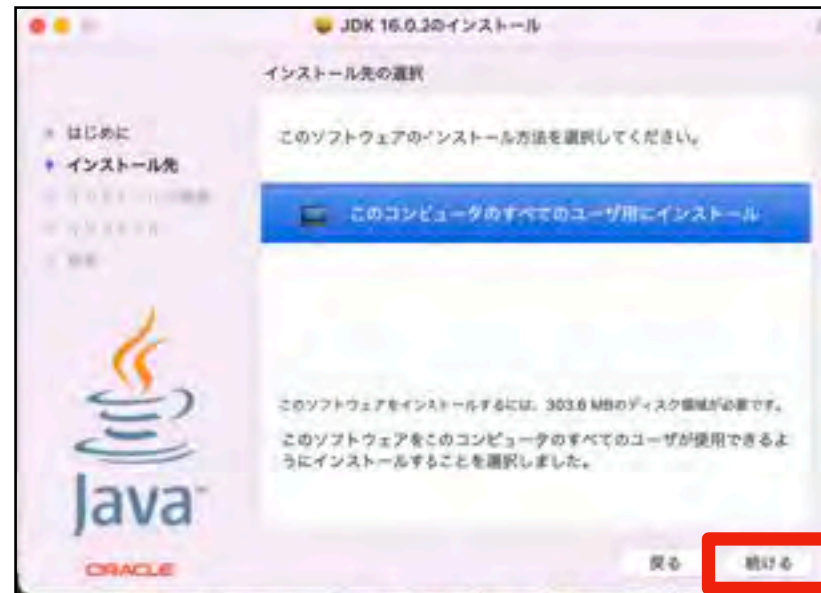 JDK 16.0.2のインストール
インストール先の選択
はじめに
インストール先
このソフトウェアのインストール方法を選択してください。
このコンピュータのすべてのユーザ用にインストール
このソフトウェアをインストールするには、303.6 MBのディスク領域が必要です。
このソフトウェアをこのコンピュータのすべてのユーザが使用できるよ
うにインストールすることを選択しました。
Java
ORACLE
戻る
続ける